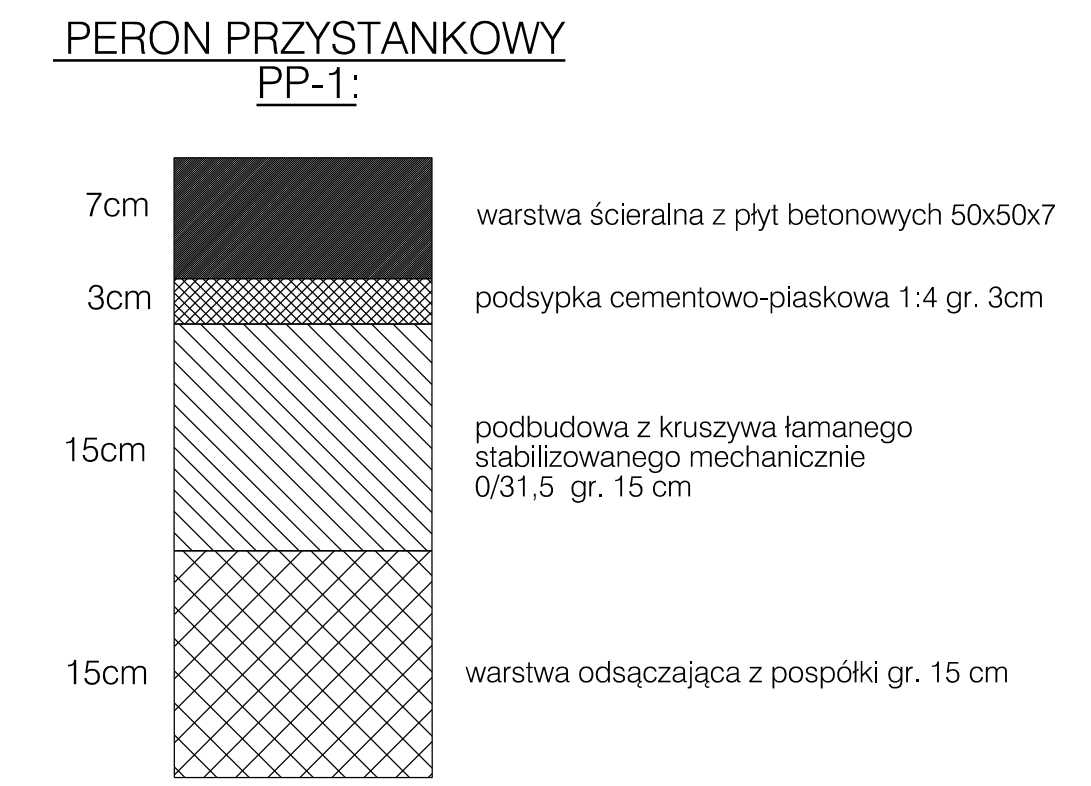 PERON PRZYSTANKOWY
PP-1:
7cm
warstwa ścieralna z płyt betonowych 50x50x7
3cm
podsypka cementowo-piaskowa 1:4 gr. 3cm
15cm
podbudowa z kruszywa łamanego
stabilizowanego mechanicznie
0/31,5 gr. 15 cm
15cm
warstwa odsączająca z pospółki gr. 15 cm